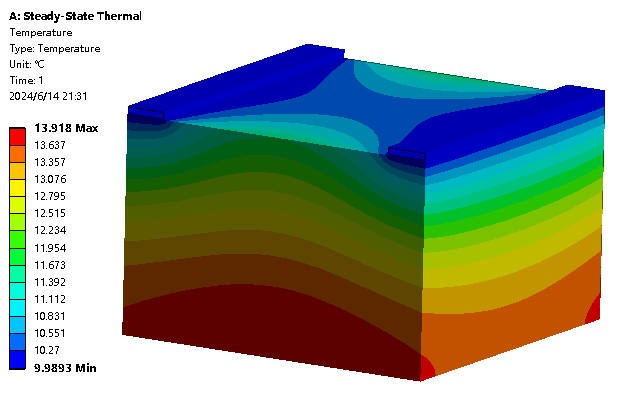 A: Steady-State Thermal
Temperature
Type: Temperature
Unit: °C
Time: 1
2024/6/14 21:31
13.918 Max
13.637
13.357
13.076
12.795
12.515
12.234
11.954
11.673
11.392
11.112
10.831
10.551
10.27
9.9893 Min